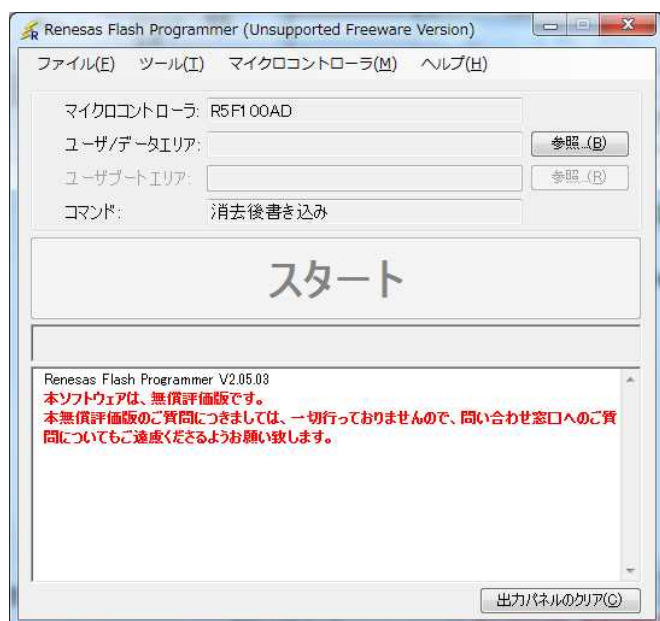 Renesas Flash Programmer (Unsupported Freeware Version)
ファイル(F) ツール(T) マイクロコントローラ(M) ヘルプ(H)
マイクロコントローラ: R5F100AD
ユーザ/データエリア: 参照...(B)
ユーザブートエリア: 参照...(R)
コマンド: 消去後書き込み
スタート
Renesas Flash Programmer V2.05.03
本ソフトウェアは、無償評価版です。
本無償評価版のご質問につきましては、一切行っておりませんので、問い合わせ窓口へのご質
問についてもご遠慮くださるようお願い致します。
出力パネルのクリア(C)